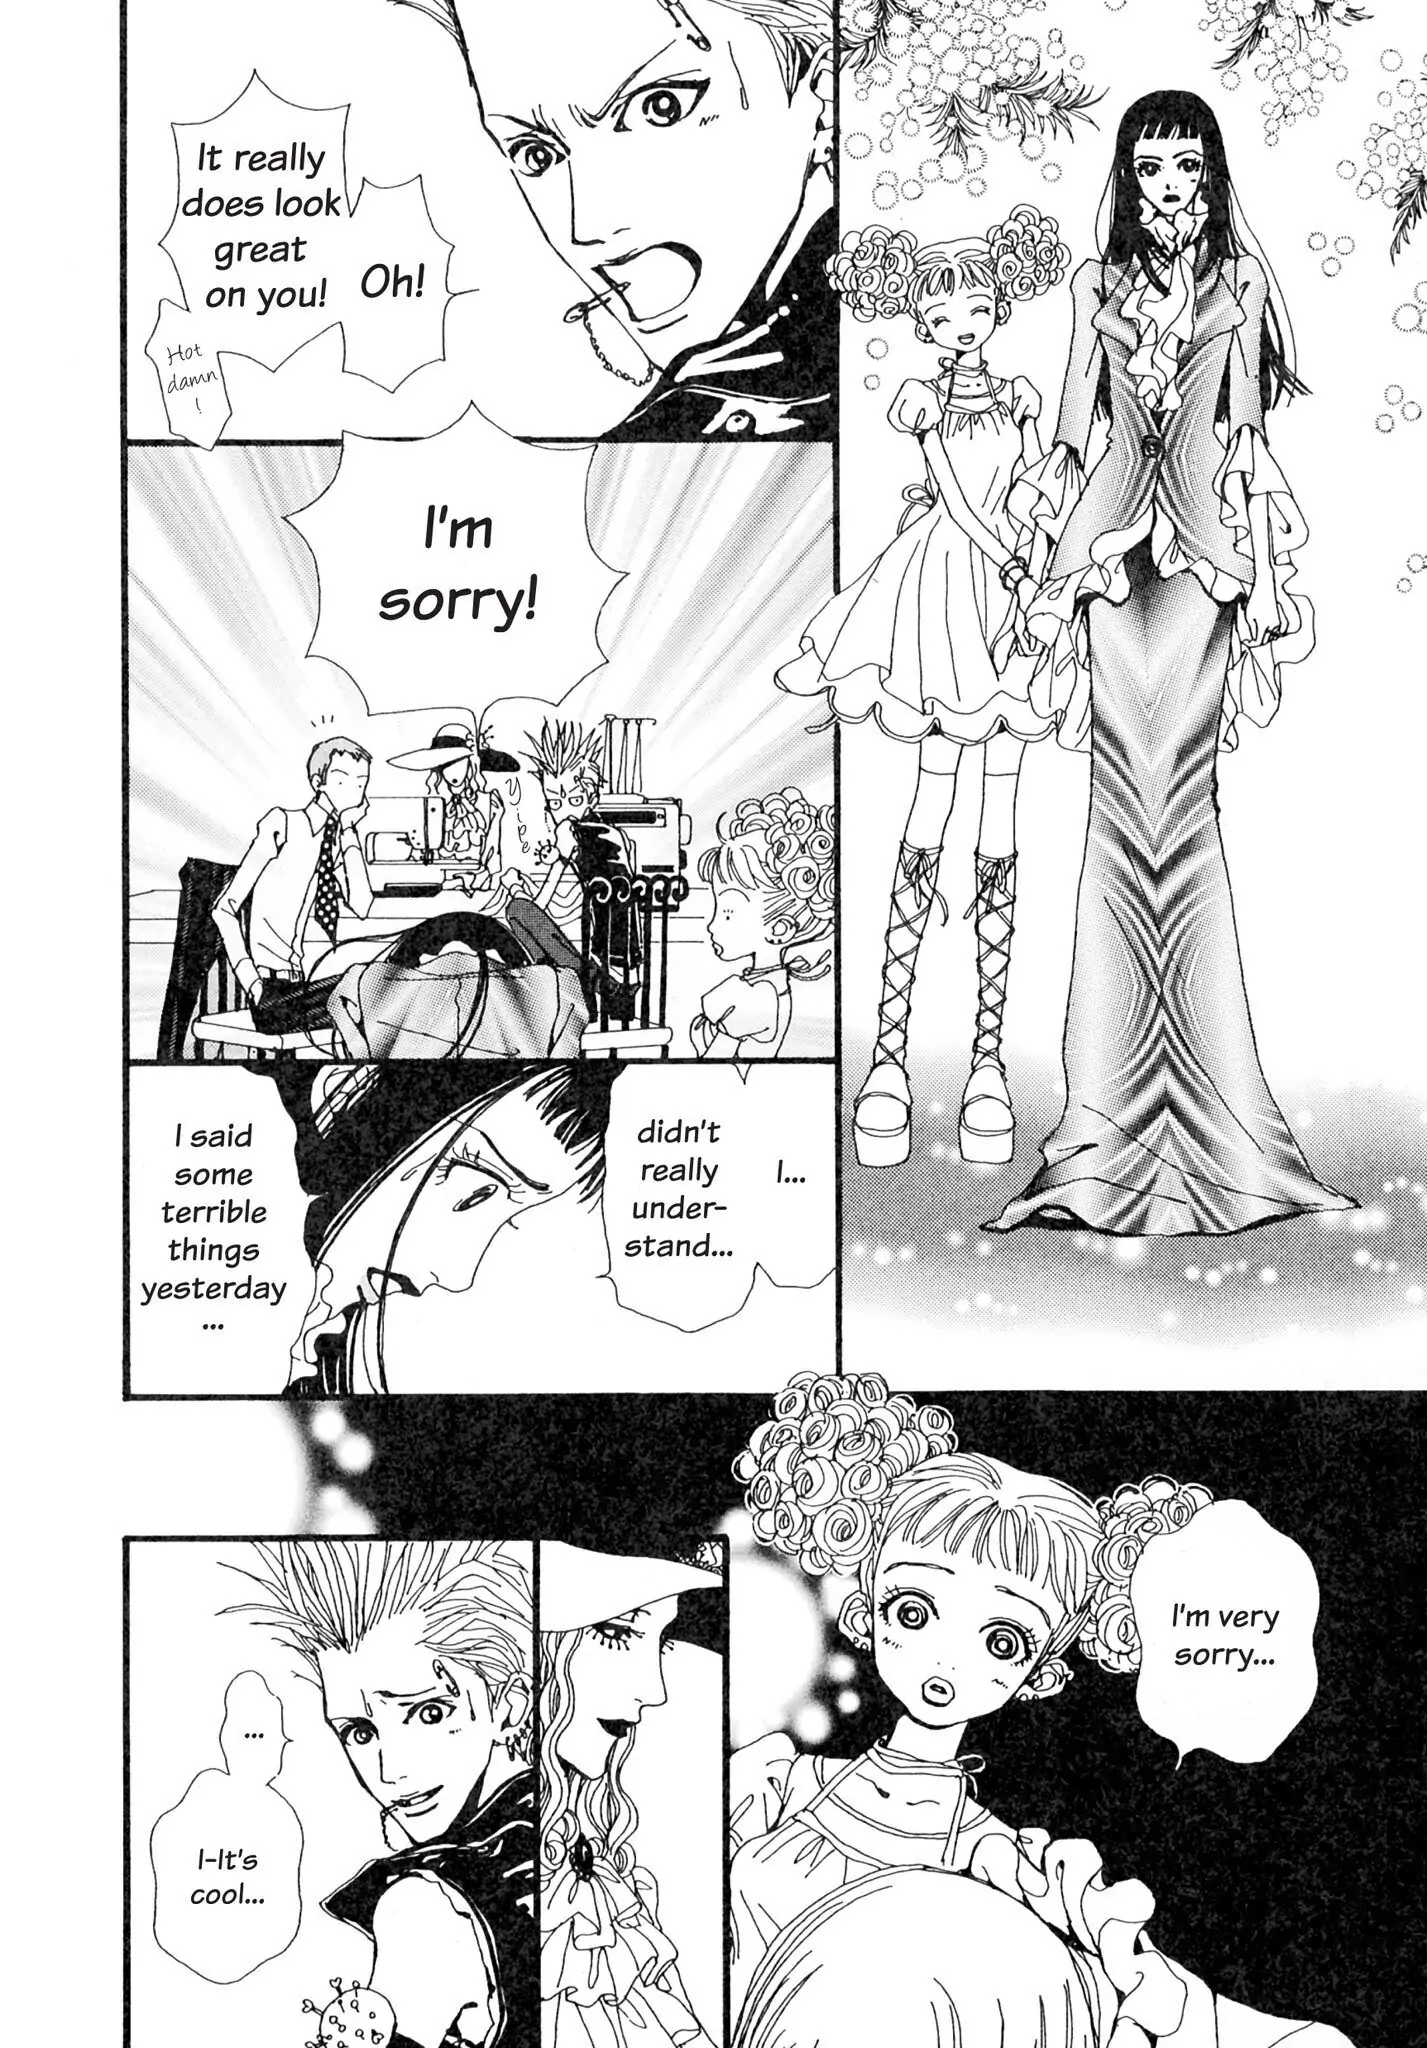 Oh!
It really
does look
great
on you!
Hot
damn
!
I'm
sorry!
Yipe
I...
didn't
really
under-
stand...
I said
some
terrible
things
yesterday
...
I'm very
sorry...
...
I-It's
cool...